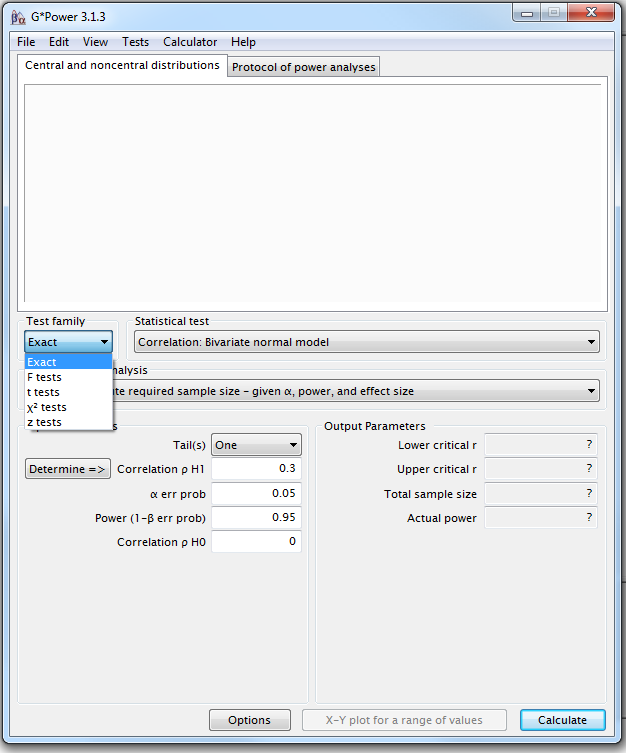 G*Power 3.1.3
File Edit View Tests Calculator Help
Central and noncentral distributions Protocol of power analyses
Test family Statistical test
Exact Correlation: Bivariate normal model
Exact
F tests
t tests
χ² tests
z tests
nalysis
te required sample size – given α, power, and effect size
Output Parameters
Tail(s) One
Determine => Correlation ρ H1 0.3
α err prob 0.05
Power (1-β err prob) 0.95
Correlation ρ H0 0
Lower critical r ?
Upper critical r ?
Total sample size ?
Actual power ?
Options X-Y plot for a range of values Calculate